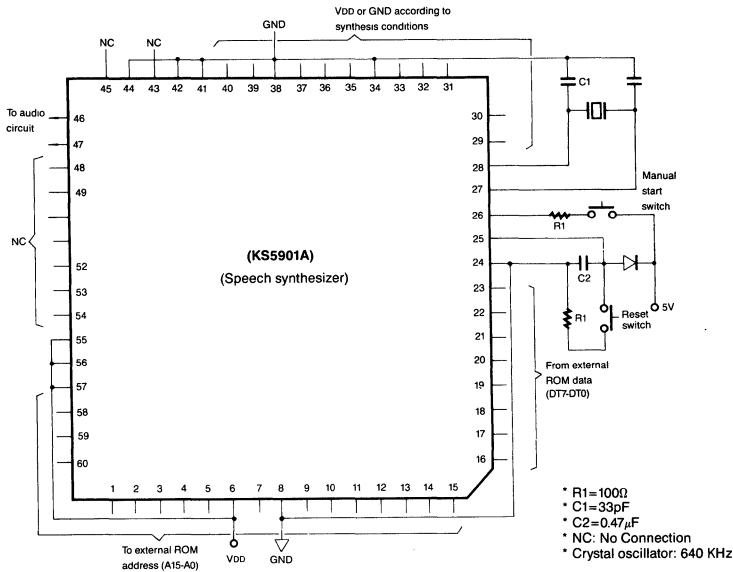 VDD or GND according to
synthesis conditions
GND
NC
NC
45 44 43 42 41 40 39 38 37 36 35 34 33 32 31
C1
To audio
circuit
46
47
48
49
NC
52
53
54
55
56
57
58
59
60
(KS5901A)
(Speech synthesizer)
30
29
28
27
26
25
24
23
22
21
20
19
18
17
16
Manual
start
switch
R1
C2
5V
R1
Reset
switch
From external
ROM data
(DT7-DT0)
1 2 3 4 5 6 7 8 9 10 11 12 13 14 15
To external ROM
address (A15-A0)
VDD
GND
* R1=100Ω
* C1=33pF
* C2=0.47μF
* NC: No Connection
* Crystal oscillator: 640 KHz